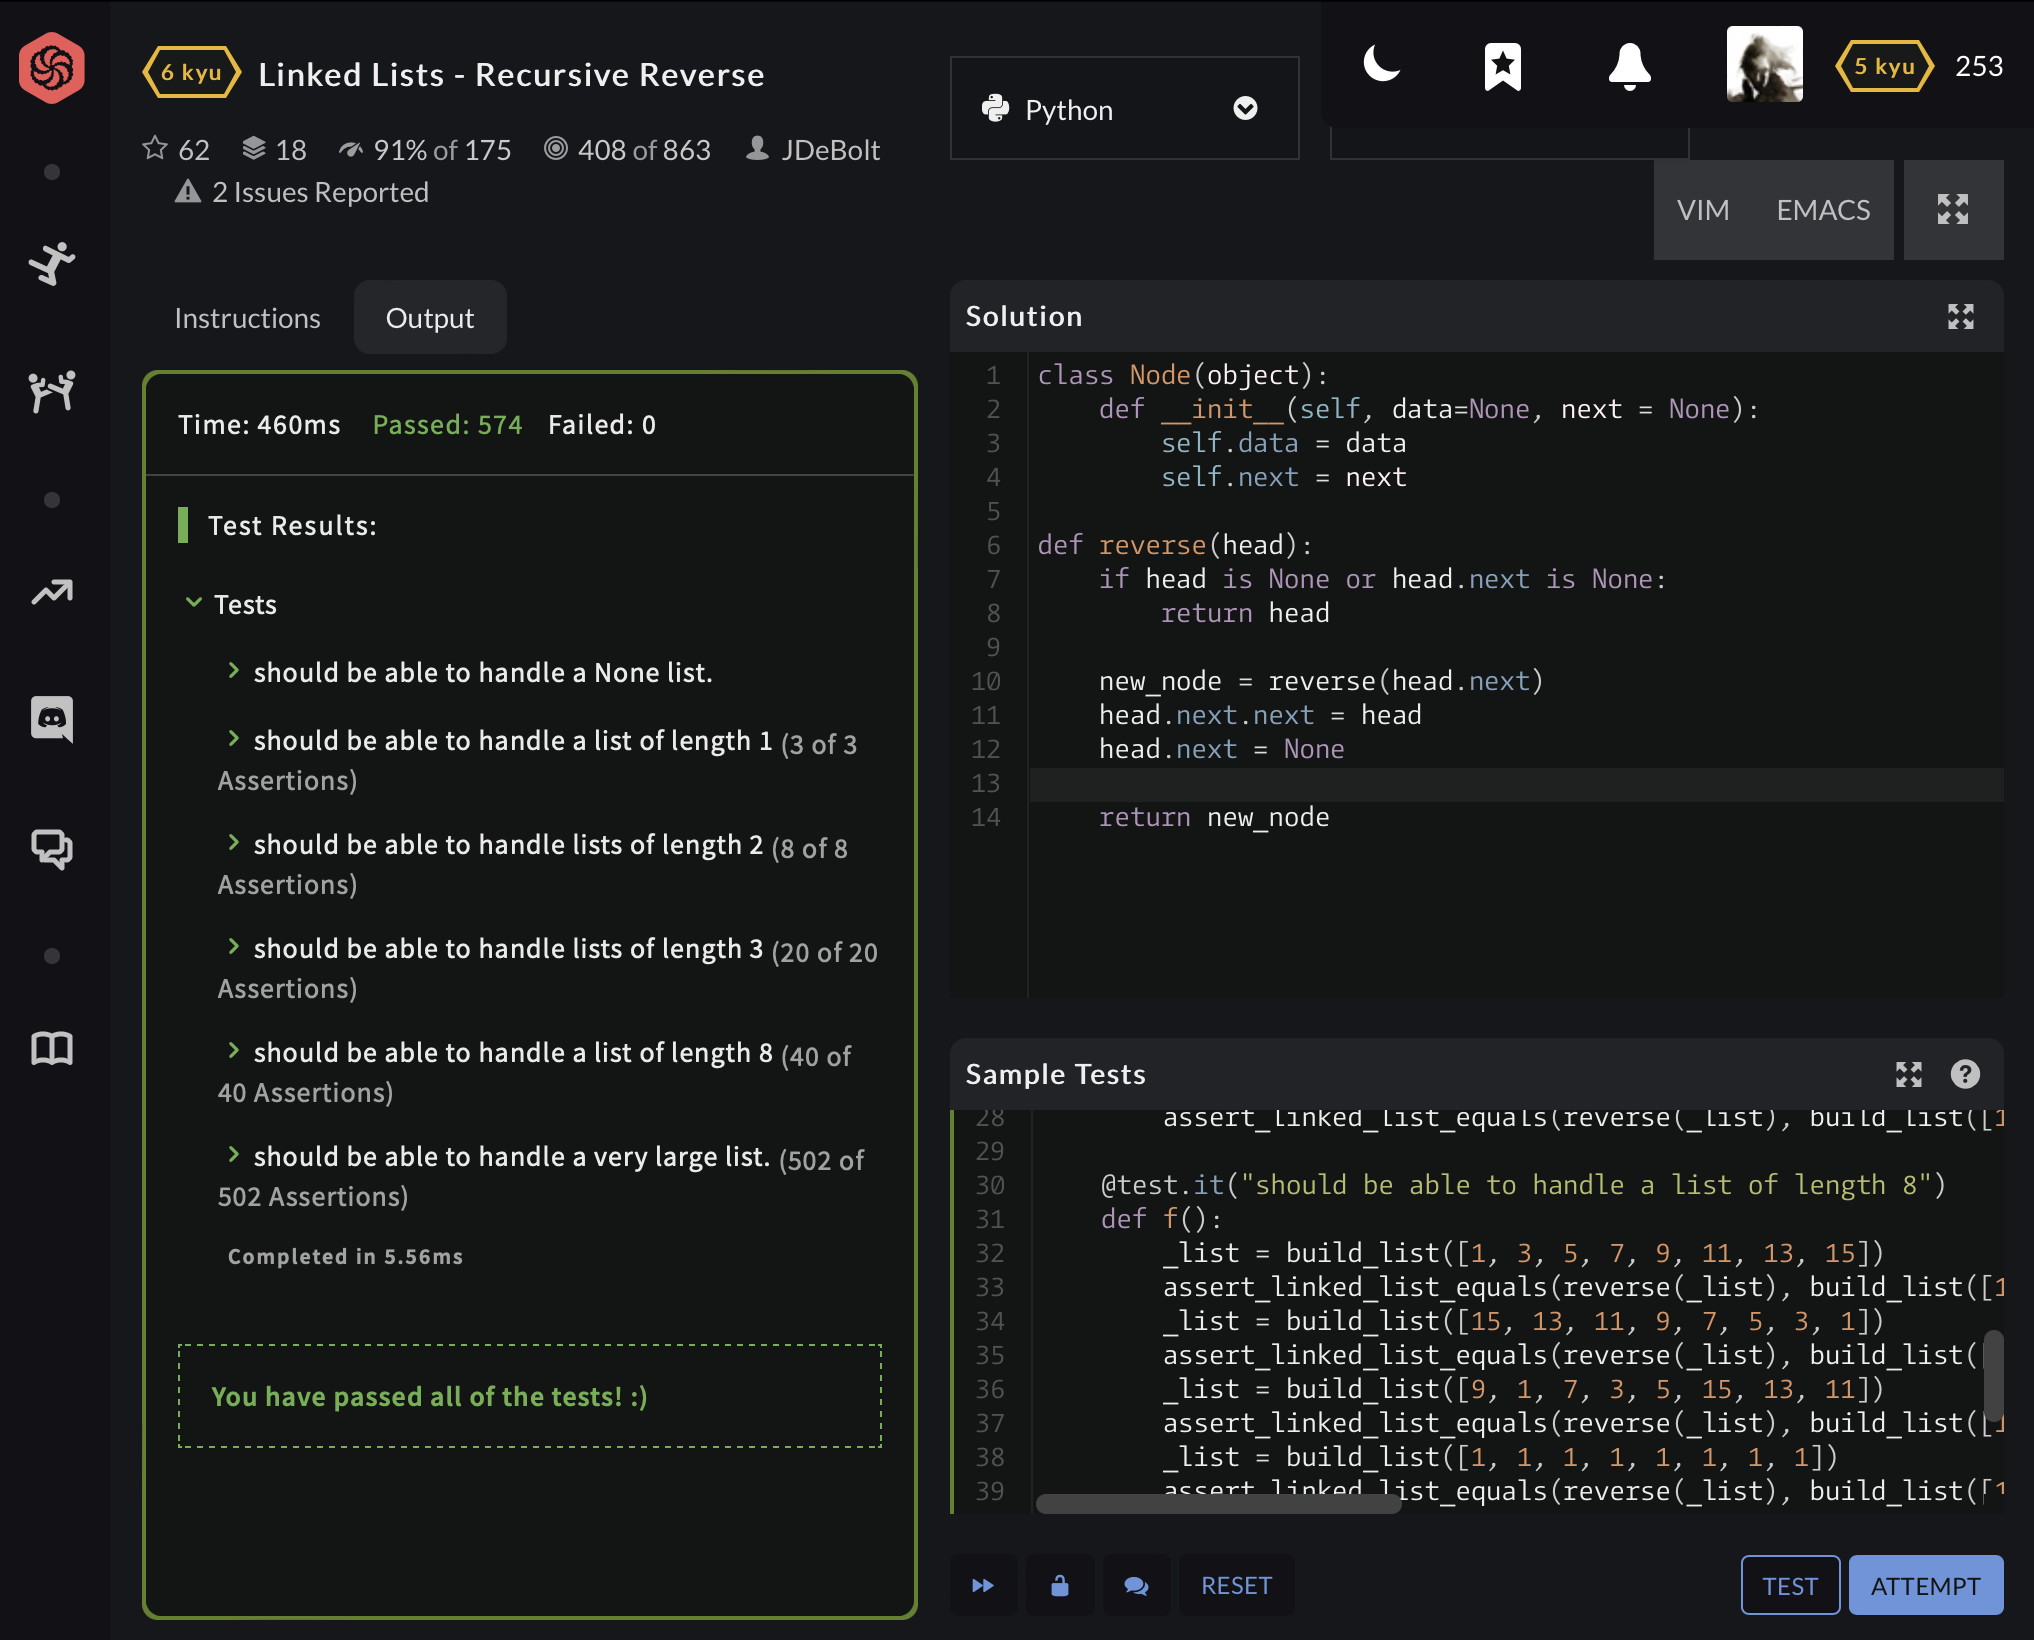 6 kyu Linked Lists - Recursive Reverse
62 18 91% of 175 408 of 863 JDeBolt
2 Issues Reported
Python
5 kyu 253
VIM EMACS
Instructions Output
Time: 460ms Passed: 574 Failed: 0
Test Results:
Tests
should be able to handle a None list.
should be able to handle a list of length 1 (3 of 3
Assertions)
should be able to handle lists of length 2 (8 of 8
Assertions)
should be able to handle lists of length 3 (20 of 20
Assertions)
should be able to handle a list of length 8 (40 of
40 Assertions)
should be able to handle a very large list. (502 of
502 Assertions)
Completed in 5.56ms
You have passed all of the tests! :)
Solution
1 class Node(object):
2 def __init__(self, data=None, next = None):
3 self.data = data
4 self.next = next
5
6 def reverse(head):
7 if head is None or head.next is None:
8 return head
9
10 new_node = reverse(head.next)
11 head.next.next = head
12 head.next = None
13
14 return new_node
Sample Tests
28 assert_linked_list_equals(reverse(_list), build_list([1
29
30 @test.it("should be able to handle a list of length 8")
31 def f():
32 _list = build_list([1, 3, 5, 7, 9, 11, 13, 15])
33 assert_linked_list_equals(reverse(_list), build_list([1
34 _list = build_list([15, 13, 11, 9, 7, 5, 3, 1])
35 assert_linked_list_equals(reverse(_list), build_list(
36 _list = build_list([9, 1, 7, 3, 5, 15, 13, 11])
37 assert_linked_list_equals(reverse(_list), build_list([1
38 _list = build_list([1, 1, 1, 1, 1, 1, 1, 1])
39 assert_linked_list_equals(reverse(_list), build_list([1
RESET
TEST ATTEMPT